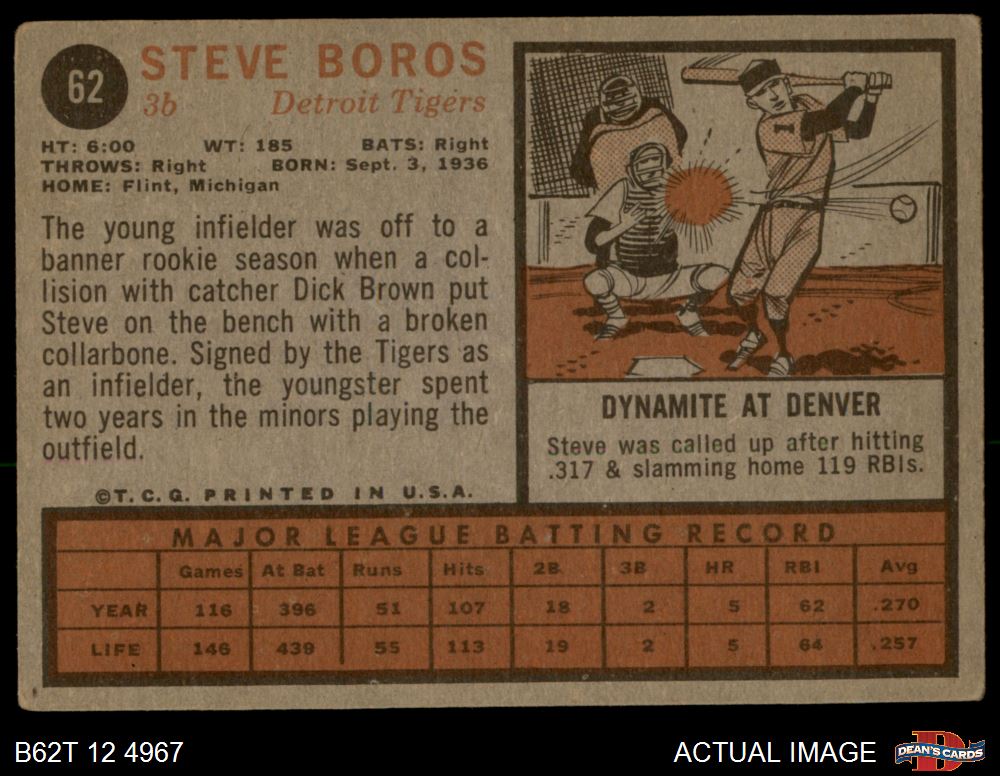 62
STEVE BOROS
3b Detroit Tigers
HT: 6:00 WT: 185 BATS: Right
THROWS: Right BORN: Sept. 3, 1936
HOME: Flint, Michigan
The young infielder was off to a
banner rookie season when a col-
lision with catcher Dick Brown put
Steve on the bench with a broken
collarbone. Signed by the Tigers as
an infielder, the youngster spent
two years in the minors playing the
outfield.
©T.C.G. PRINTED IN U.S.A.
1
DYNAMITE AT DENVER
Steve was called up after hitting
.317 & slamming home 119 RBIs.
MAJOR LEAGUE BATTING RECORD
Games At Bat Runs Hits 2B 3B HR RBI Avg
YEAR 116 396 51 107 18 2 5 62 .270
LIFE 146 439 55 113 19 2 5 64 .257
B62T 12 4967
ACTUAL IMAGE
D
DEAN'S CARDS